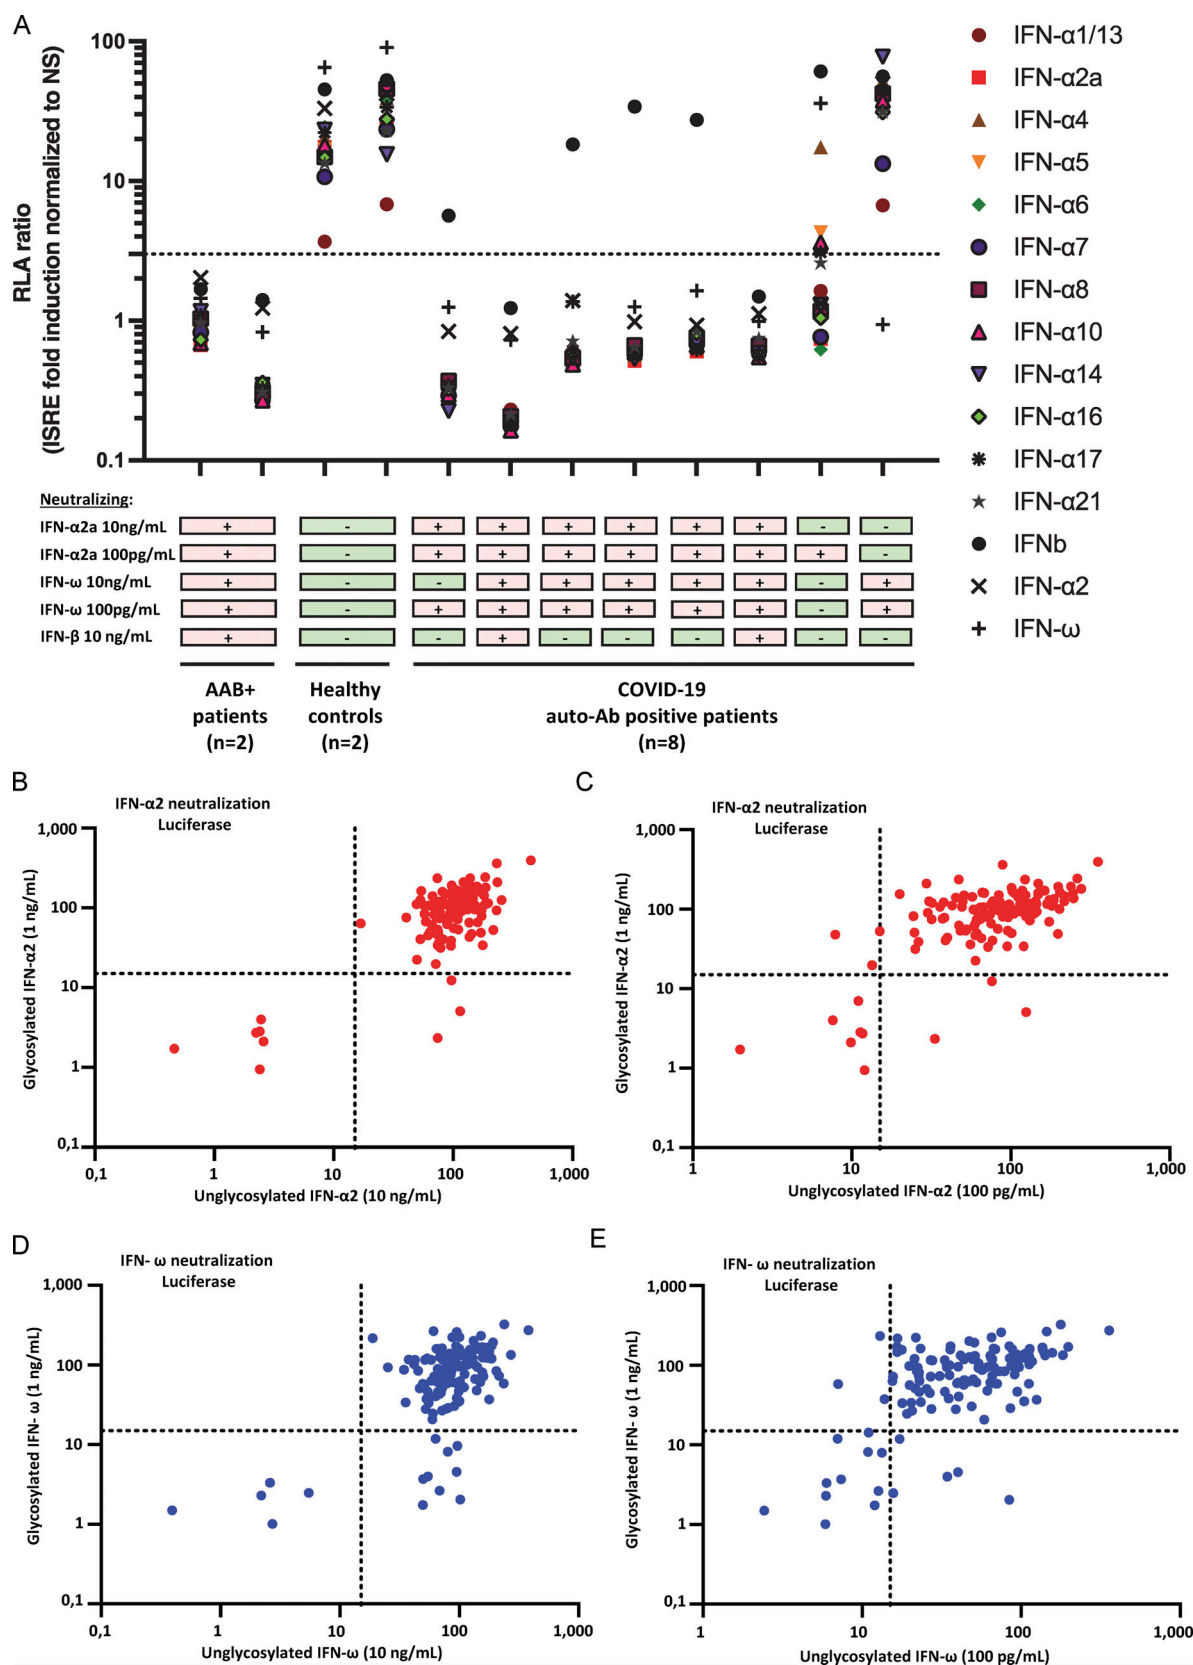 A
RLA ratio
(ISRE fold induction normalized to NS)
100
10
1
0.1
IFN-α1/13
IFN-α2a
IFN-α4
IFN-α5
IFN-α6
IFN-α7
IFN-α8
IFN-α10
IFN-α14
IFN-α16
IFN-α17
IFN-α21
IFNb
IFN-α2
IFN-ω
Neutralizing:
IFN-α2a 10ng/mL + - + + + + + + - -
IFN-α2a 100pg/mL + - + + + + + + + -
IFN-ω 10ng/mL + - - + + + + + - +
IFN-ω 100pg/mL + - + + + + + + - +
IFN-β 10 ng/mL + - - + - - - + - -
AAB+
patients
(n=2)
Healthy
controls
(n=2)
COVID-19
auto-Ab positive patients
(n=8)
B
IFN-α2 neutralization
Luciferase
Glycosylated IFN-α2 (1 ng/mL)
1,000
100
10
1
0,1
0,1 1 10 100 1,000
Unglycosylated IFN-α2 (10 ng/mL)
C
IFN-α2 neutralization
Luciferase
Glycosylated IFN-α2 (1 ng/mL)
1,000
100
10
1
0,1
1 10 100 1,000
Unglycosylated IFN-α2 (100 pg/mL)
D
IFN- ω neutralization
Luciferase
Glycosylated IFN- ω (1 ng/mL)
1,000
100
10
1
0,1
0,1 1 10 100 1,000
Unglycosylated IFN-ω (10 ng/mL)
E
IFN- ω neutralization
Luciferase
Glycosylated IFN- ω (1 ng/mL)
1,000
100
10
1
0,1
1 10 100 1,000
Unglycosylated IFN-ω (100 pg/mL)